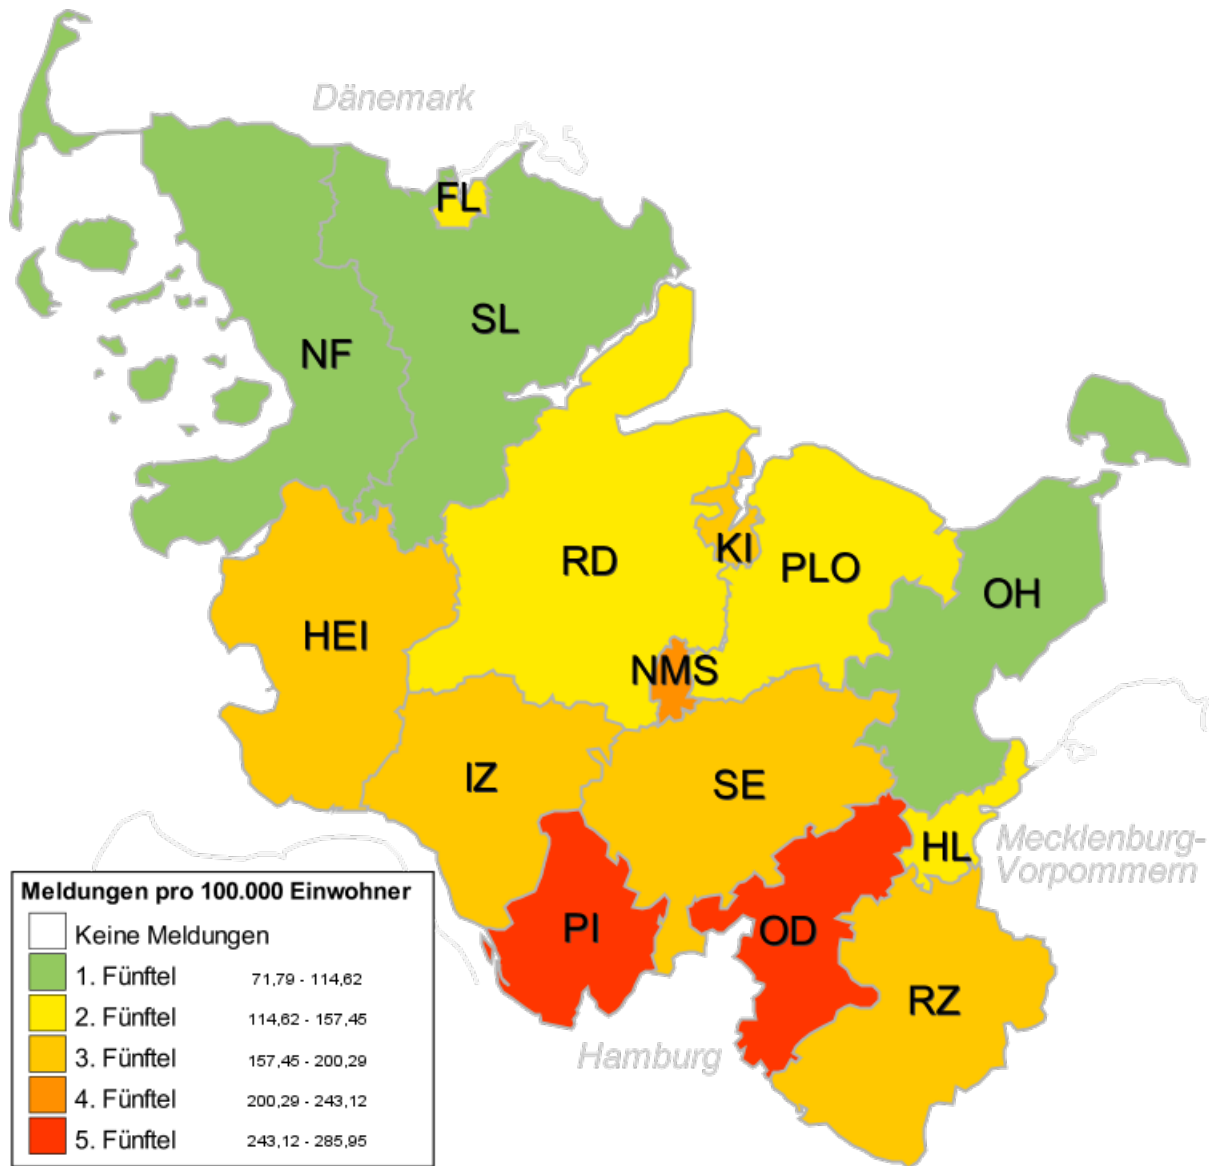 Dänemark
FL
SL
NF
RD
KI
PLO
OH
HEI
NMS
IZ
SE
HL
Mecklenburg-
Vorpommern
PI
OD
RZ
Hamburg
Meldungen pro 100.000 Einwohner
Keine Meldungen
1. Fünftel 71,79 - 114,62
2. Fünftel 114,62 - 157,45
3. Fünftel 157,45 - 200,29
4. Fünftel 200,29 - 243,12
5. Fünftel 243,12 - 285,95